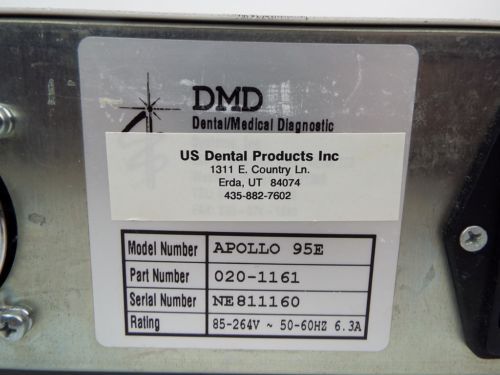 DMD
Dental/Medical Diagnostic
US Dental Products Inc
1311 E. Country Ln.
Erda, UT 84074
435-882-7602
Model Number APOLLO 95E
Part Number 020-1161
Serial Number NE811160
Rating 85-264V ~ 50-60HZ 6.3A